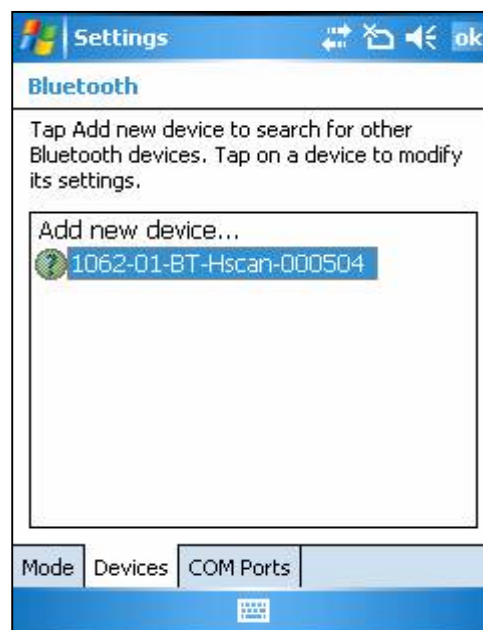 Settings
ok
Bluetooth
Tap Add new device to search for other
Bluetooth devices. Tap on a device to modify
its settings.
Add new device...
1062-01-BT-Hscan-000504
Mode
Devices
COM Ports